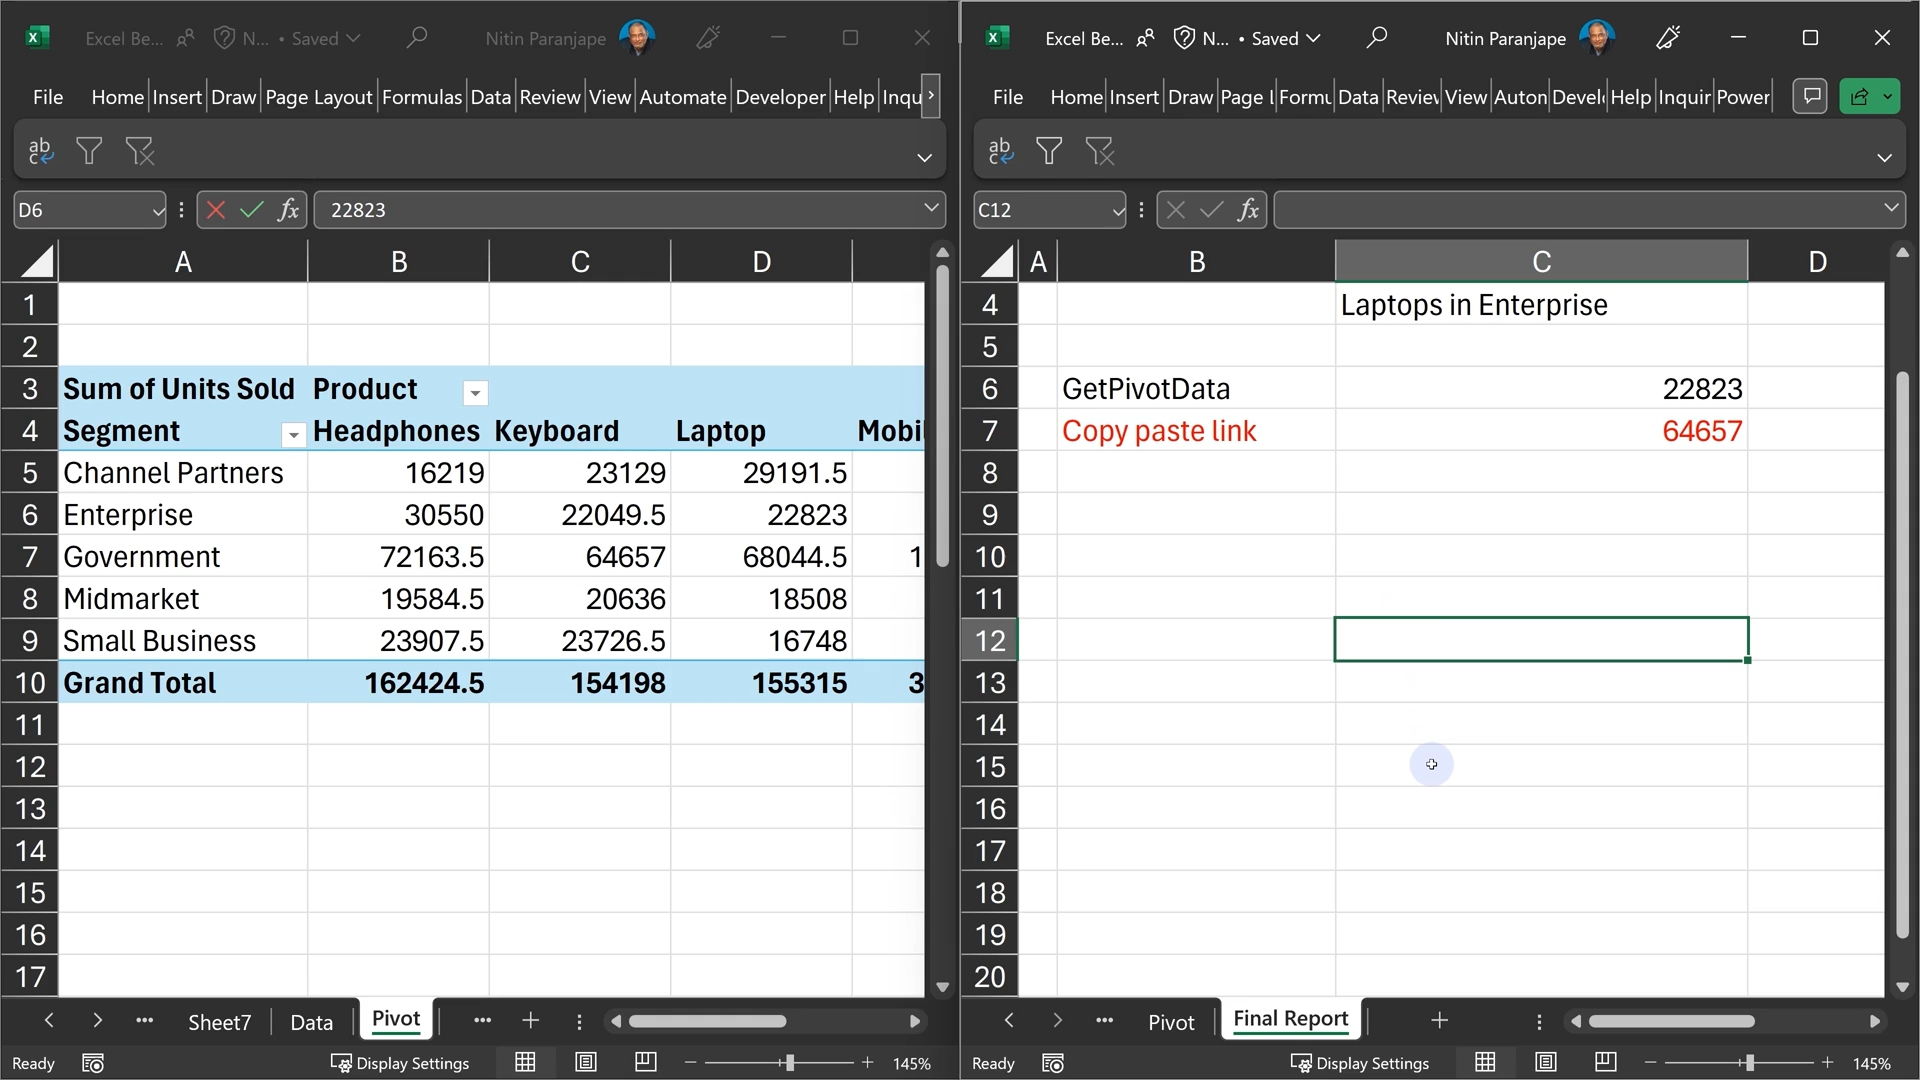 Excel Be... N... • Saved Nitin Paranjape
File Home Insert Draw Page Layout Formulas Data Review View Automate Developer Help Inqu
ab
c
D6 fx 22823
A B C D
1
2
3 Sum of Units Sold Product
4 Segment Headphones Keyboard Laptop Mobil
5 Channel Partners 16219 23129 29191.5
6 Enterprise 30550 22049.5 22823
7 Government 72163.5 64657 68044.5 1
8 Midmarket 19584.5 20636 18508
9 Small Business 23907.5 23726.5 16748
10 Grand Total 162424.5 154198 155315 3
11
12
13
14
15
16
17
Sheet7 Data Pivot
Ready Display Settings 145%
Excel Be... N... • Saved Nitin Paranjape
File Home Insert Draw Page l Formu Data Review View Auton Devel Help Inquir Power
ab
c
C12 fx
A B C D
4 Laptops in Enterprise
5
6 GetPivotData 22823
7 Copy paste link 64657
8
9
10
11
12
13
14
15
16
17
18
19
20
Pivot Final Report
Ready Display Settings 145%